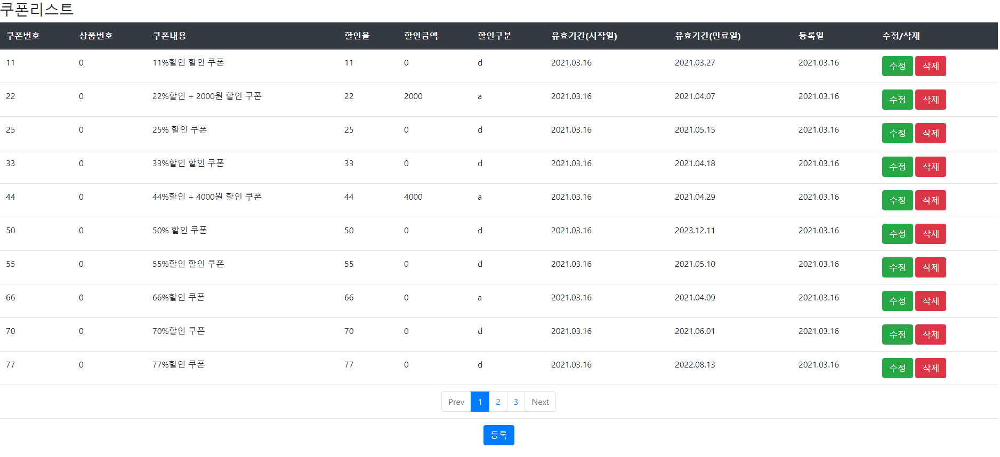 쿠폰리스트
쿠폰번호 상품번호 쿠폰내용 할인율 할인금액 할인구분 유효기간(시작일) 유효기간(만료일) 등록일 수정/삭제
11 0 11%할인 할인 쿠폰 11 0 d 2021.03.16 2021.03.27 2021.03.16 수정 삭제
22 0 22%할인 + 2000원 할인 쿠폰 22 2000 a 2021.03.16 2021.04.07 2021.03.16 수정 삭제
25 0 25% 할인 쿠폰 25 0 d 2021.03.16 2021.05.15 2021.03.16 수정 삭제
33 0 33%할인 할인 쿠폰 33 0 d 2021.03.16 2021.04.18 2021.03.16 수정 삭제
44 0 44%할인 + 4000원 할인 쿠폰 44 4000 a 2021.03.16 2021.04.29 2021.03.16 수정 삭제
50 0 50% 할인 쿠폰 50 0 d 2021.03.16 2023.12.11 2021.03.16 수정 삭제
55 0 55%할인 할인 쿠폰 55 0 d 2021.03.16 2021.05.10 2021.03.16 수정 삭제
66 0 66%할인 쿠폰 66 0 a 2021.03.16 2021.04.09 2021.03.16 수정 삭제
70 0 70%할인 쿠폰 70 0 d 2021.03.16 2021.06.01 2021.03.16 수정 삭제
77 0 77%할인 쿠폰 77 0 d 2021.03.16 2022.08.13 2021.03.16 수정 삭제
Prev 1 2 3 Next
등록